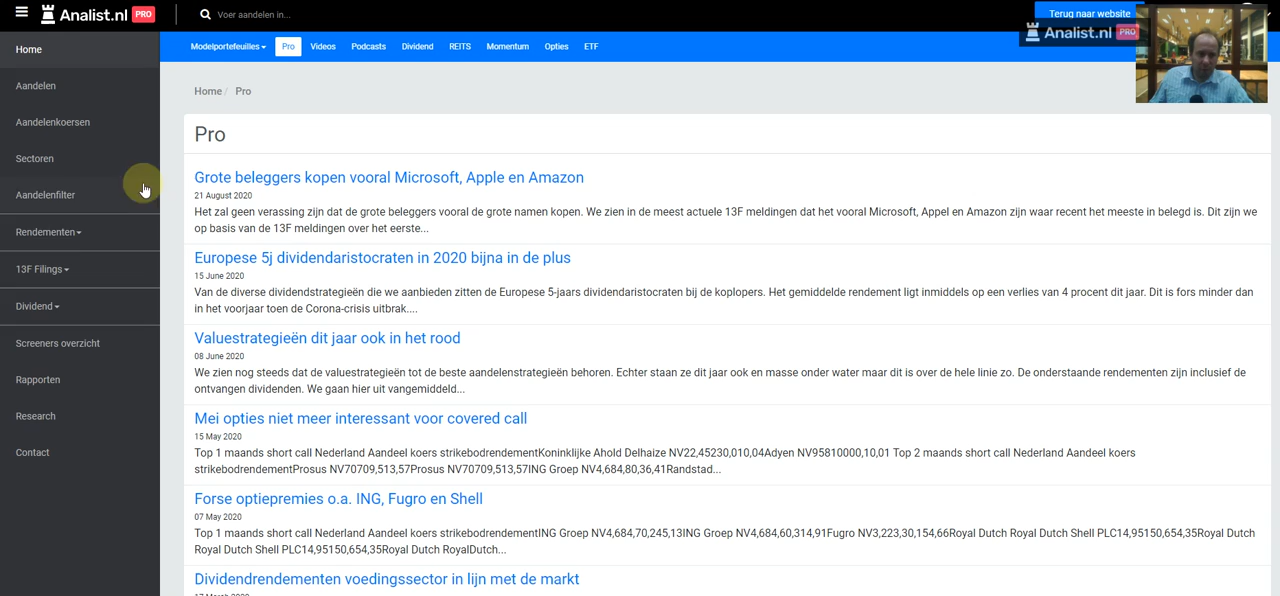 Analist.nl PRO
Voer aandelen in...
Terug naar website
Analist.nl PRO
Home
Aandelen
Aandelenkoersen
Sectoren
Aandelenfilter
Rendementen
13F Filings
Dividend
Screeners overzicht
Rapporten
Research
Contact
Modelportefeuilles Pro Videos Podcasts Dividend REITS Momentum Opties ETF
Home / Pro
Pro
Grote beleggers kopen vooral Microsoft, Apple en Amazon
21 August 2020
Het zal geen verassing zijn dat de grote beleggers vooral de grote namen kopen. We zien in de meest actuele 13F meldingen dat het vooral Microsoft, Appel en Amazon zijn waar recent het meeste in belegd is. Dit zijn we
op basis van de 13F meldingen over het eerste...
Europese 5j dividendaristocraten in 2020 bijna in de plus
15 June 2020
Van de diverse dividendstrategieën die we aanbieden zitten de Europese 5-jaars dividendaristocraten bij de koplopers. Het gemiddelde rendement ligt inmiddels op een verlies van 4 procent dit jaar. Dit is fors minder dan
in het voorjaar toen de Corona-crisis uitbrak....
Valuestrategieën dit jaar ook in het rood
08 June 2020
We zien nog steeds dat de valuestrategieën tot de beste aandelenstrategieën behoren. Echter staan ze dit jaar ook en masse onder water maar dit is over de hele linie zo. De onderstaande rendementen zijn inclusief de
ontvangen dividenden. We gaan hier uit vangemiddeld...
Mei opties niet meer interessant voor covered call
15 May 2020
Top 1 maands short call Nederland Aandeel koers strikebodrendementKoninklijke Ahold Delhaize NV22,45230,010,04Adyen NV95810000,10,01 Top 2 maands short call Nederland Aandeel koers
strikebodrendementProsus NV70709,513,57Prosus NV70709,513,57ING Groep NV4,684,80,36,41Randstad...
Forse optiepremies o.a. ING, Fugro en Shell
07 May 2020
Top 1 maands short call Nederland Aandeel koers strikebodrendementING Groep NV4,684,70,245,13ING Groep NV4,684,60,314,91Fugro NV3,223,30,154,66Royal Dutch Royal Dutch Shell PLC14,95150,654,35Royal Dutch
Royal Dutch Shell PLC14,95150,654,35Royal Dutch RoyalDutch...
Dividendrendementen voedingssector in lijn met de markt
17 March 2020